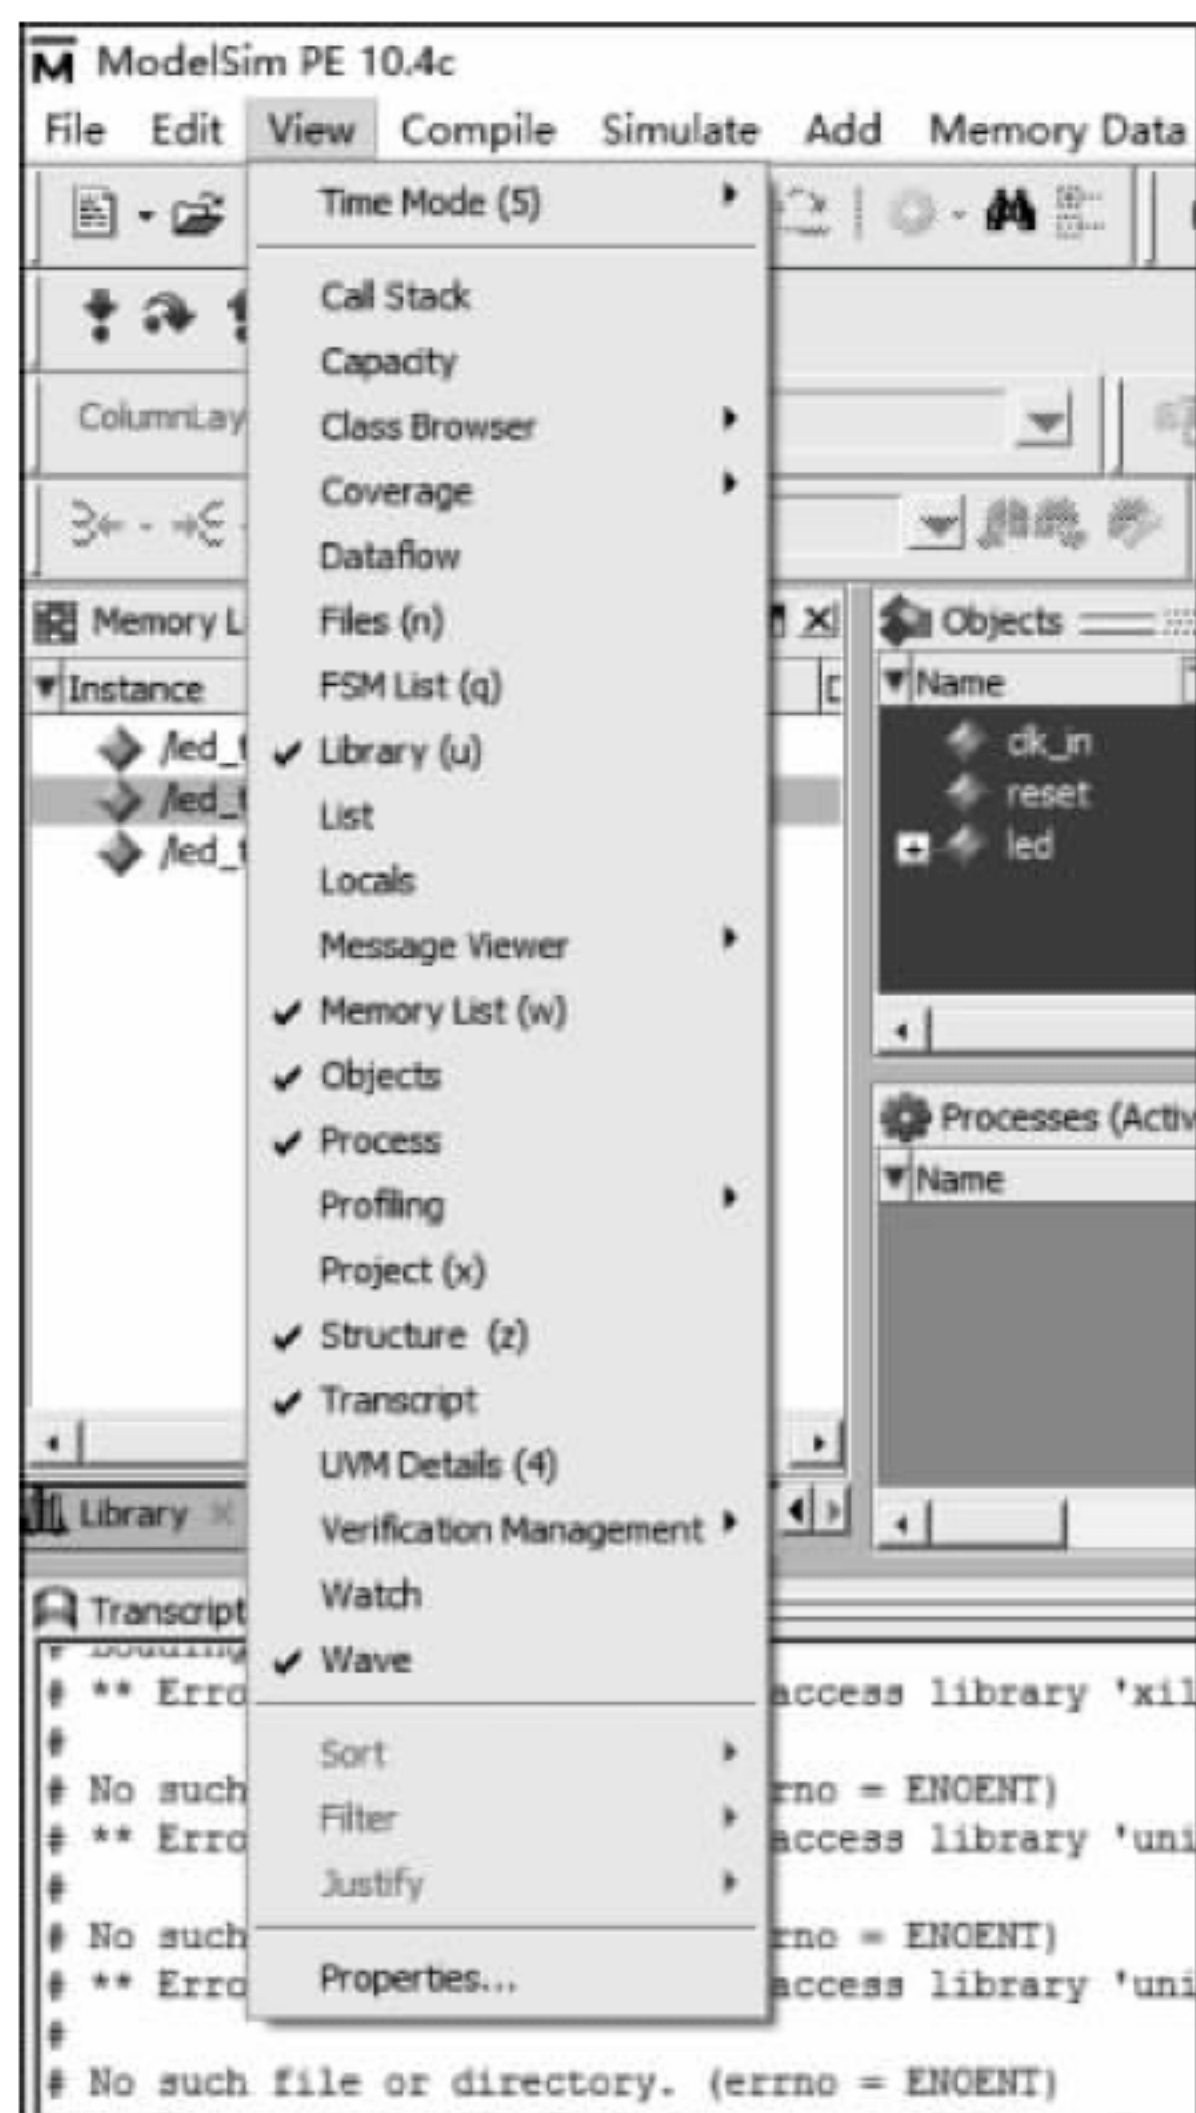 ModelSim PE 10.4c
File Edit View Compile Simulate Add Memory Data
Time Mode (5)
Call Stack
Capacity
Class Browser
Coverage
Dataflow
Files (n)
FSM List (q)
Library (u)
List
Locals
Message Viewer
Memory List (w)
Objects
Process
Profiling
Project (x)
Structure (z)
Transcript
UVM Details (4)
Verification Management
Watch
Wave
Sort
Filter
Justify
Properties...
ColumnLay
Memory L
Instance
/led_t
/led_t
/led_t
Library
Objects
Name
clk_in
reset
led
Processes (Activ
Name
Transcript
# Loading
# ** Erro access library 'xil
#
# No such rno = ENOENT)
# ** Erro access library 'uni
#
# No such rno = ENOENT)
# ** Erro access library 'uni
#
# No such file or directory. (errno = ENOENT)